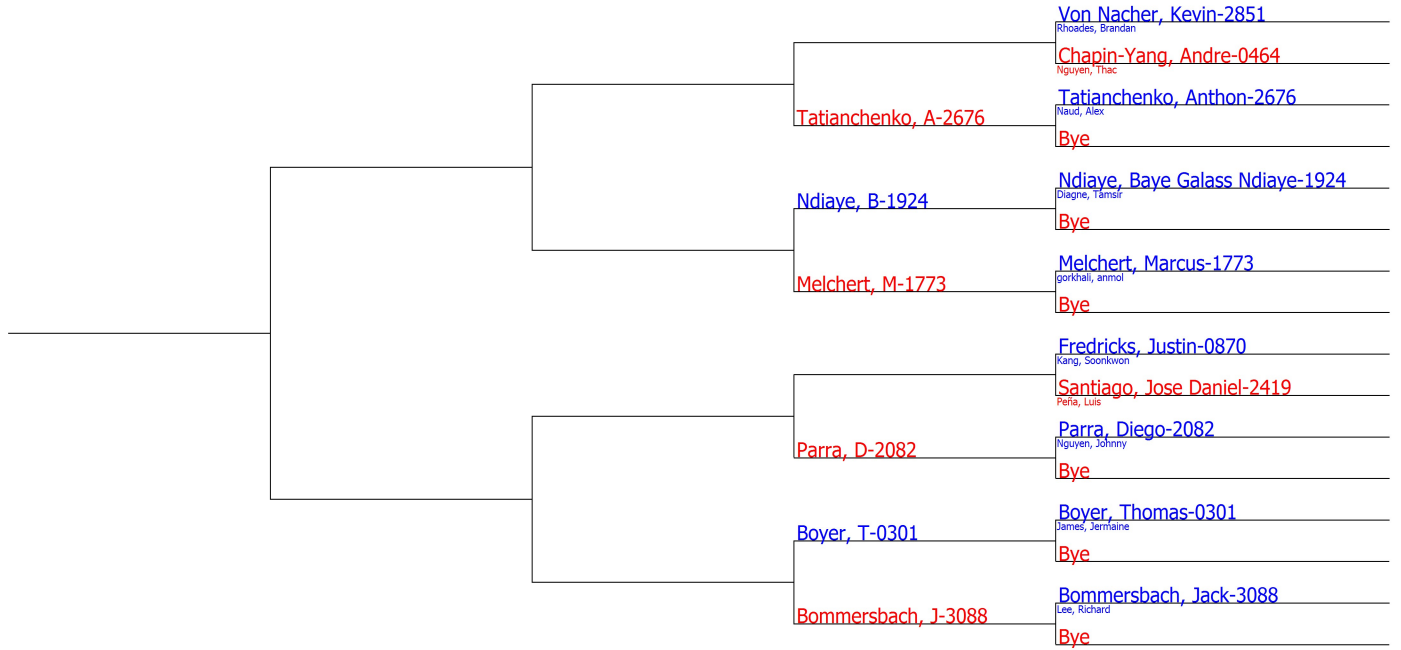 Von Nacher, Kevin-2851
Rhoades, Brandan
Chapin-Yang, Andre-0464
Nguyen, Thac
Tatianchenko, Anthon-2676
Naud, Alex
Tatianchenko, A-2676
Bye
Ndiaye, Baye Galass Ndiaye-1924
Diagne, Tamsir
Ndiaye, B-1924
Bye
Melchert, Marcus-1773
gorkhali, anmol
Melchert, M-1773
Bye
Fredricks, Justin-0870
Kang, Soonkwon
Santiago, Jose Daniel-2419
Peña, Luis
Parra, Diego-2082
Nguyen, Johnny
Parra, D-2082
Bye
Boyer, Thomas-0301
James, Jermaine
Boyer, T-0301
Bye
Bommersbach, Jack-3088
Lee, Richard
Bommersbach, J-3088
Bye